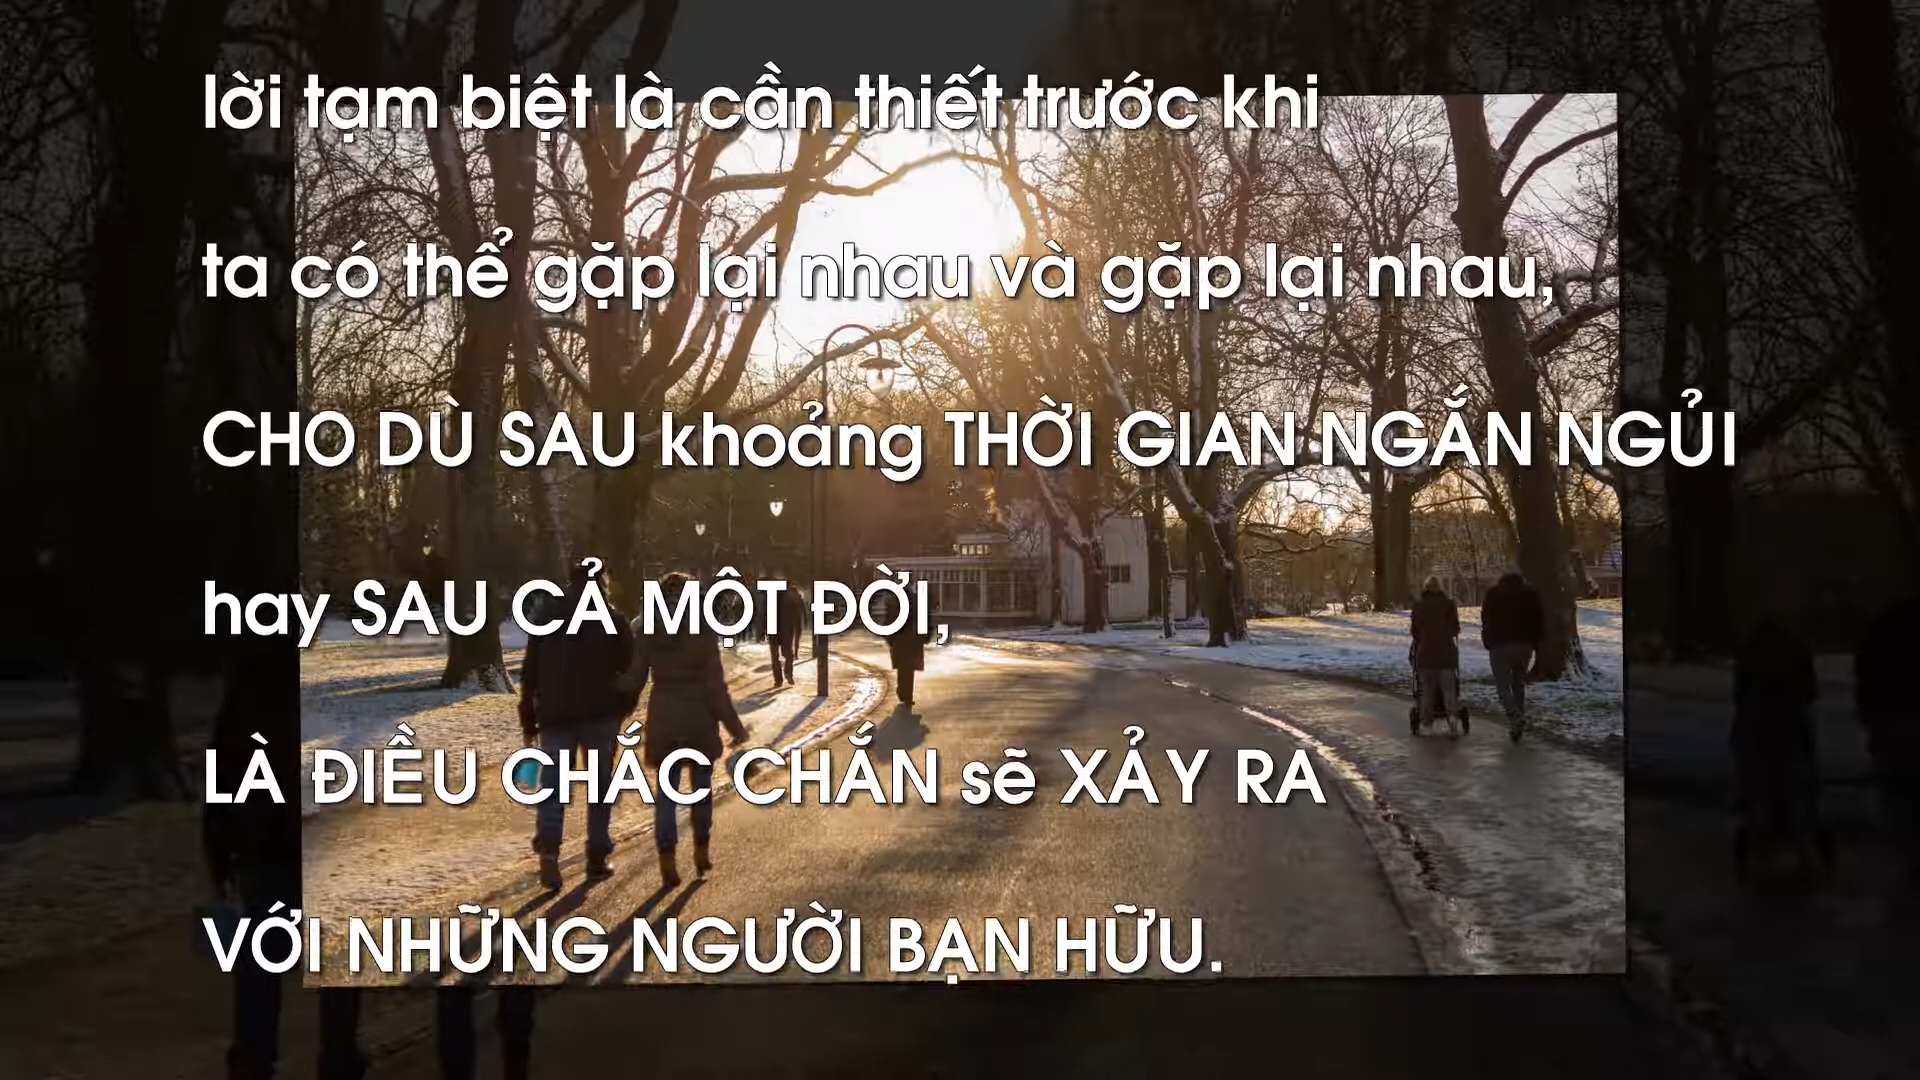 lời tạm biệt là cần thiết trước khi
ta có thể gặp lại nhau và gặp lại nhau,
CHO DÙ SAU khoảng THỜI GIAN NGẮN NGỦI
hay SAU CẢ MỘT ĐỜI,
LÀ ĐIỀU CHẮC CHẮN sẽ XẢY RA
VỚI NHỮNG NGƯỜI BẠN HỮU.